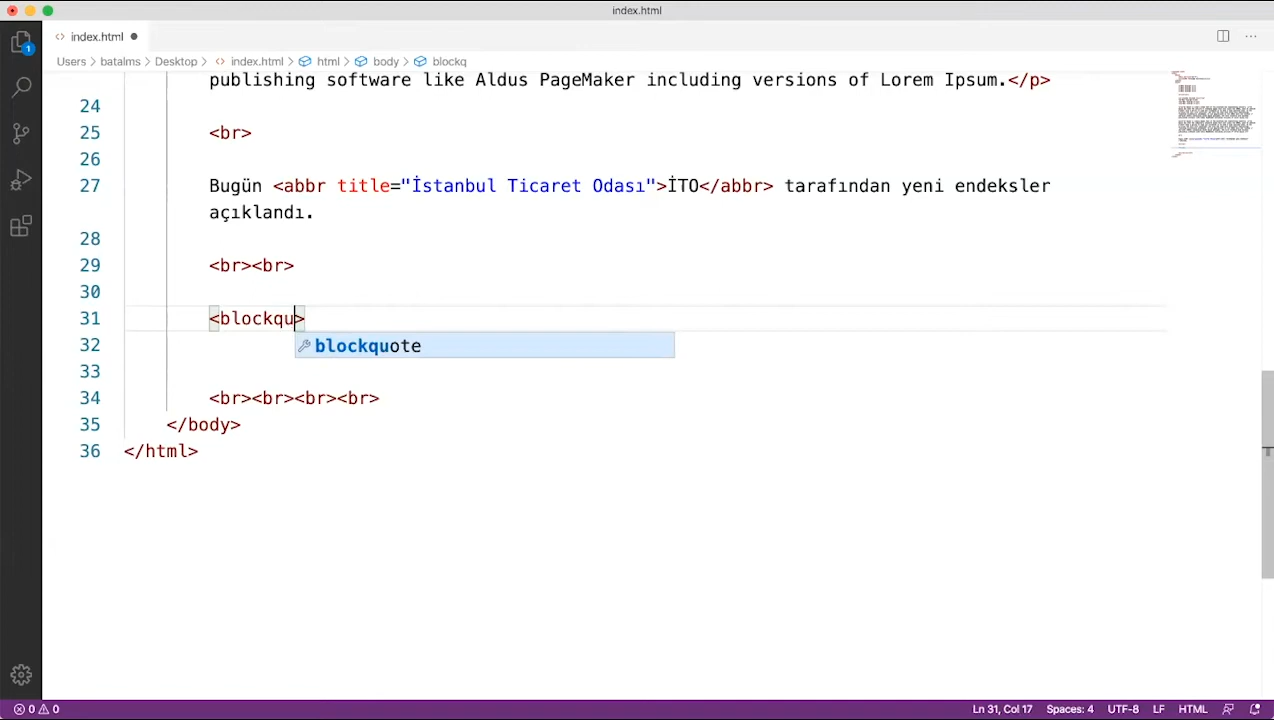 index.html
index.html
Users > batalms > Desktop > index.html > html > body > blockq
1
publishing software like Aldus PageMaker including versions of Lorem Ipsum.</p>
24
25 <br>
26
27 Bugün <abbr title="İstanbul Ticaret Odası">İTO</abbr> tarafından yeni endeksler
açıklandı.
28
29 <br><br>
30
31 <blockqu>
32 blockquote
33
34 <br><br><br><br>
35 </body>
36 </html>
0 0 Ln 31, Col 17 Spaces: 4 UTF-8 LF HTML